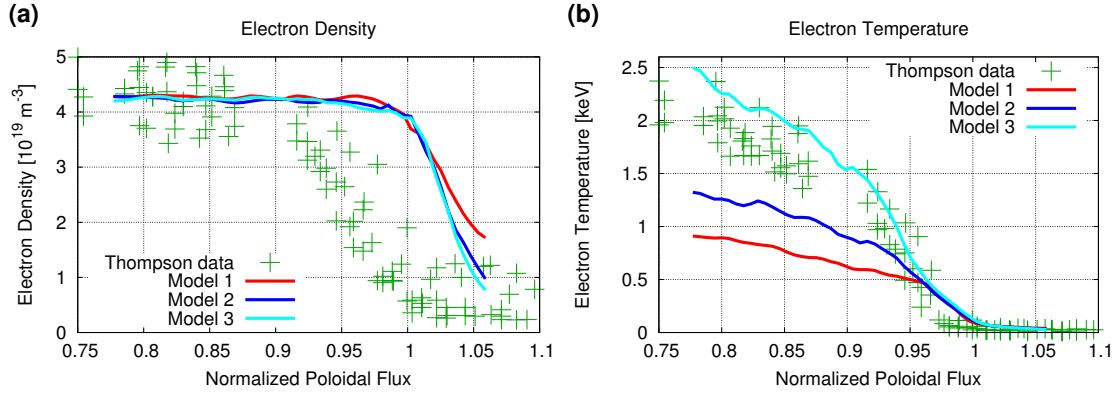 (a)
Electron Density
Electron Density [10^19 m^-3]
5
4
3
2
1
0
Thompson data
Model 1
Model 2
Model 3
0.75 0.8 0.85 0.9 0.95 1 1.05 1.1
Normalized Poloidal Flux
(b)
Electron Temperature
Electron Temperature [keV]
2.5
2
1.5
1
0.5
0
Thompson data
Model 1
Model 2
Model 3
0.75 0.8 0.85 0.9 0.95 1 1.05 1.1
Normalized Poloidal Flux